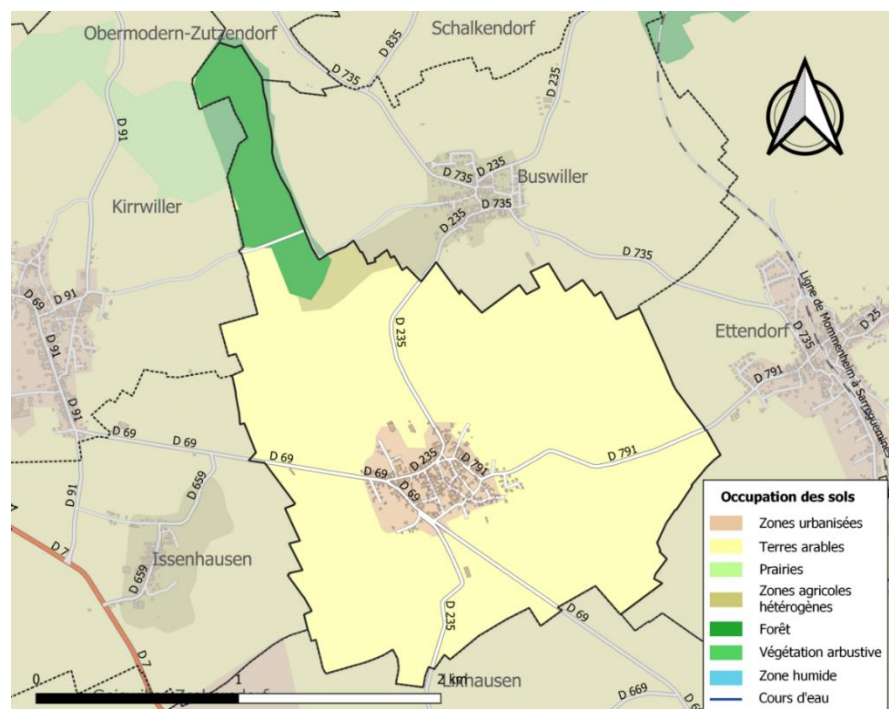 Obermodern-Zutzendorf
Schalkendorf
D 835
D 735
D 235
D 91
Kirrwiller
D 735
D 235
Buswiller
D 235
D 735
D 735
Ligne de Mommenheim à Sarreguemines
D 69
D 91
D 91
D 235
Ettendorf
D 25
D 735
D 791
D 91
D 69
D 69
D 69
D 69
D 235
D 791
D 69
D 791
D 659
D 91
D 7
Issenhausen
D 659
D 235
D 69
D 7
0
1
2 km
D 669
Occupation des sols
Zones urbanisées
Terres arables
Prairies
Zones agricoles
hétérogènes
Forêt
Végétation arbustive
Zone humide
Cours d'eau